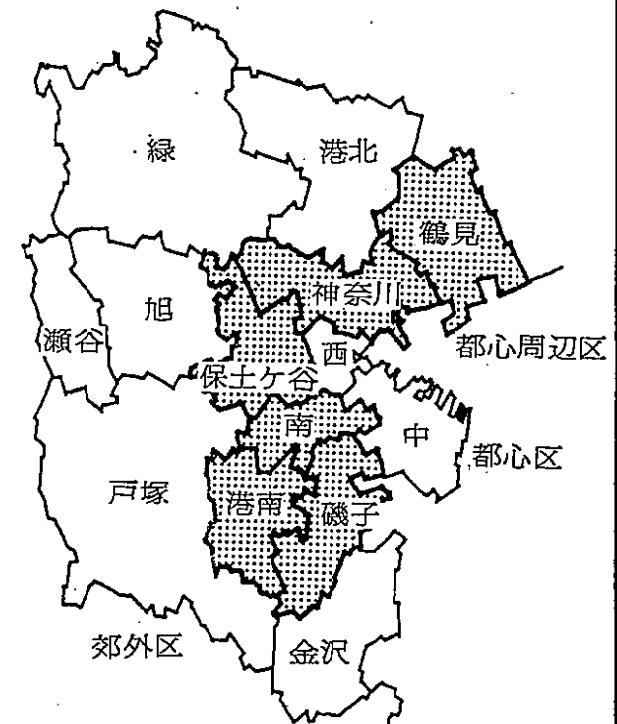 緑
港北
鶴見
神奈川
旭
瀬谷
西
都心周辺区
保土ケ谷
南
中
都心区
戸塚
港南
磯子
郊外区
金沢